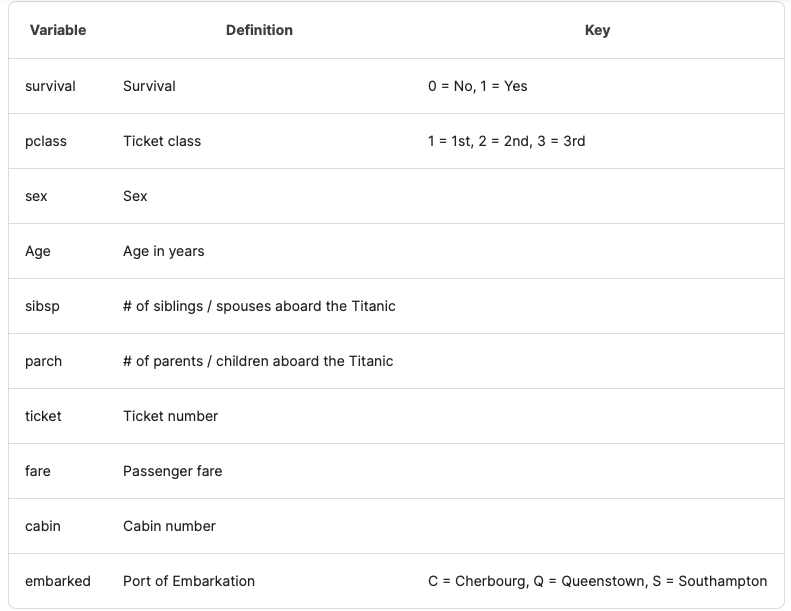 Variable Definition Key
survival Survival 0 = No, 1 = Yes
pclass Ticket class 1 = 1st, 2 = 2nd, 3 = 3rd
sex Sex
Age Age in years
sibsp # of siblings / spouses aboard the Titanic
parch # of parents / children aboard the Titanic
ticket Ticket number
fare Passenger fare
cabin Cabin number
embarked Port of Embarkation C = Cherbourg, Q = Queenstown, S = Southampton